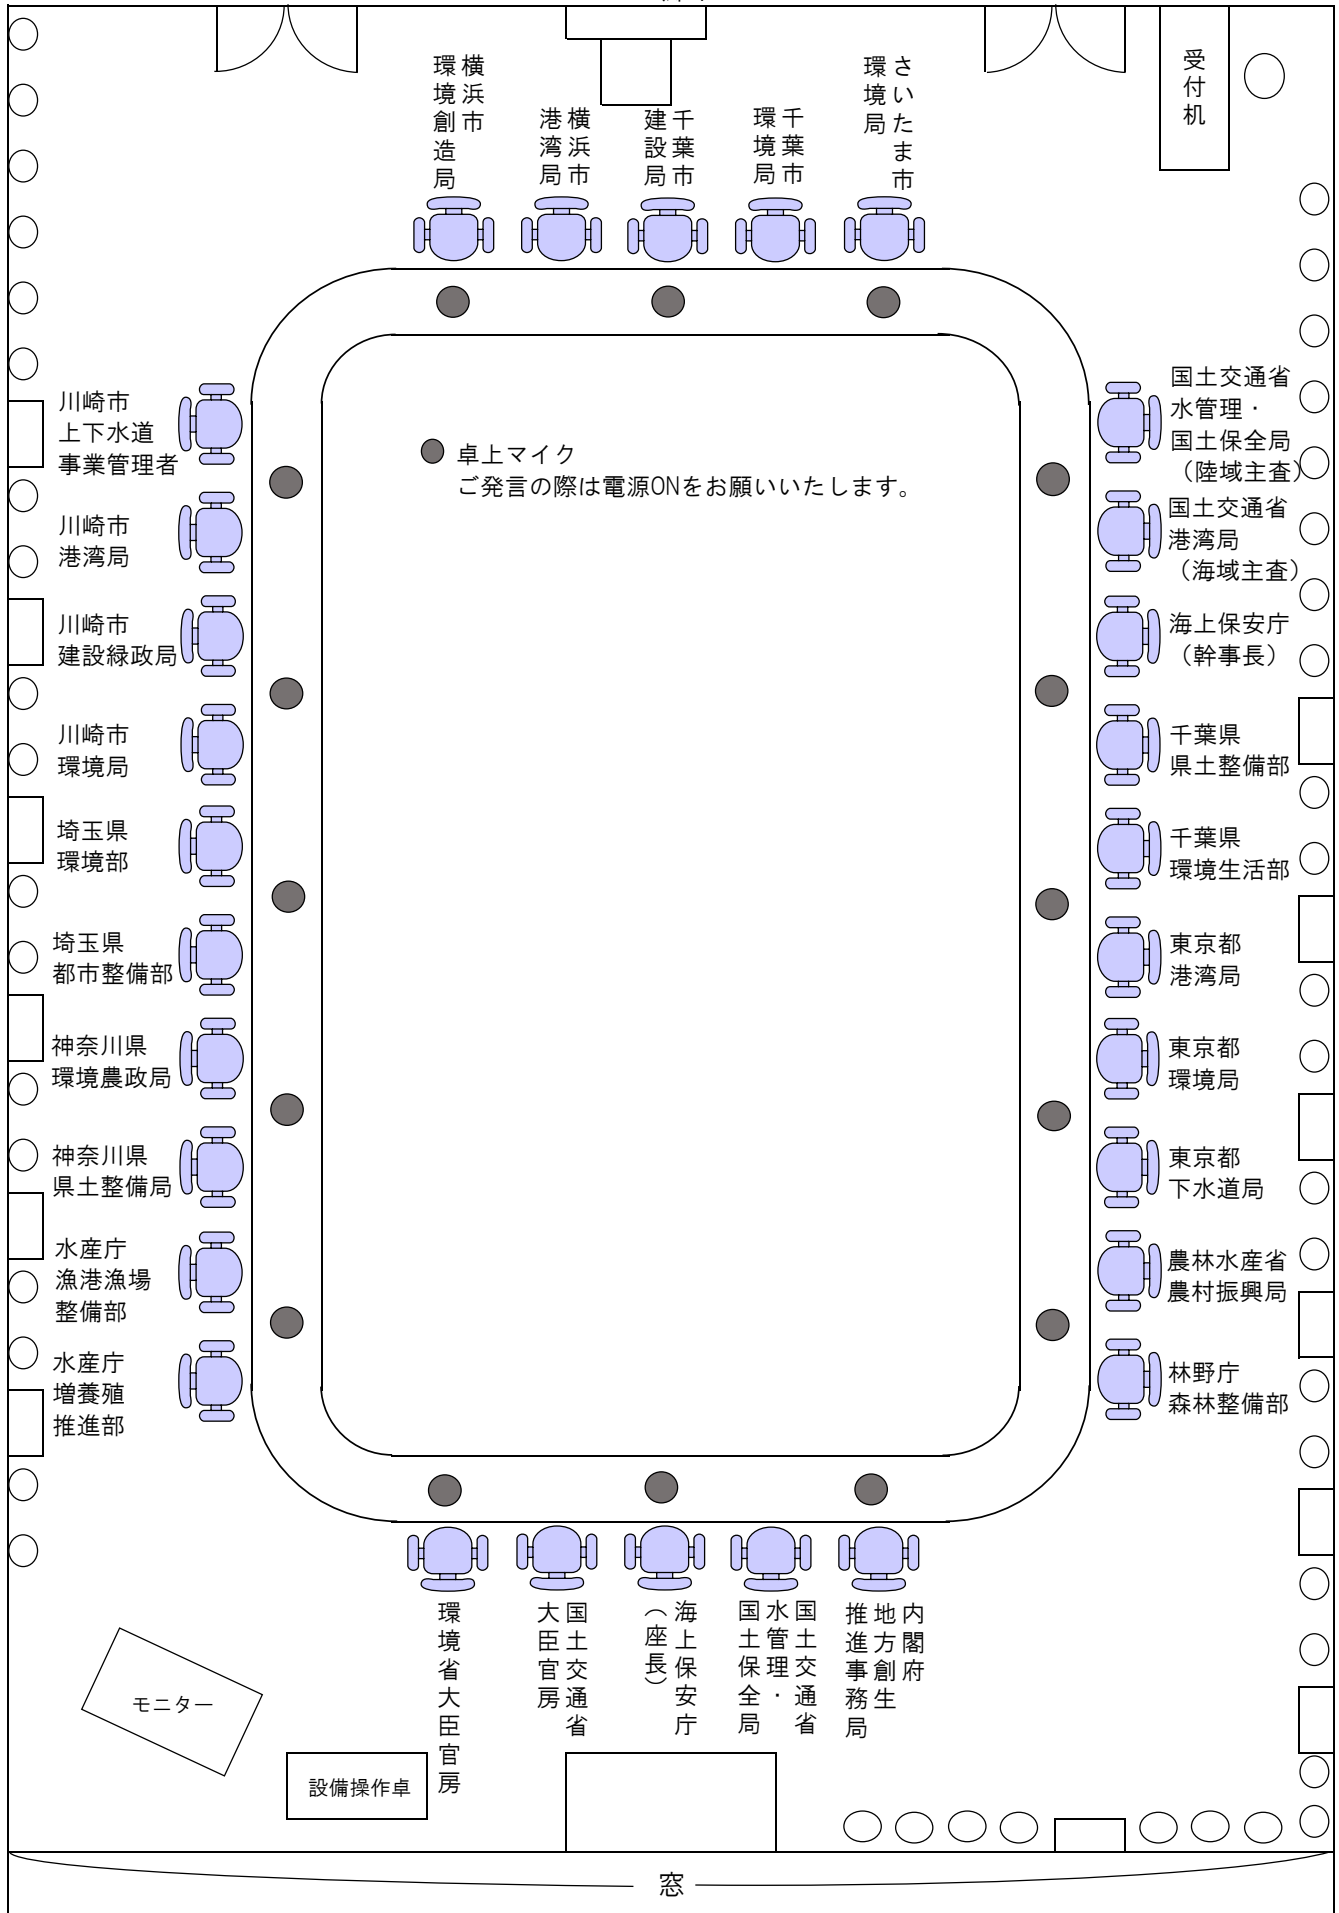 横浜市
環境創造局
横浜市
港湾局
千葉市
建設局
千葉市
環境局
さいたま市
環境局
受付机
川崎市
上下水道
事業管理者
川崎市
港湾局
川崎市
建設緑政局
川崎市
環境局
埼玉県
環境部
埼玉県
都市整備部
神奈川県
環境農政局
神奈川県
県土整備局
水産庁
漁港漁場
整備部
水産庁
増養殖
推進部
卓上マイク
ご発言の際は電源ONをお願いいたします。
国土交通省
水管理・
国土保全局
（陸域主査）
国土交通省
港湾局
（海域主査）
海上保安庁
（幹事長）
千葉県
県土整備部
千葉県
環境生活部
東京都
港湾局
東京都
環境局
東京都
下水道局
農林水産省
農村振興局
林野庁
森林整備部
環境省大臣官房
国土交通省
大臣官房
海上保安庁
（座長）
国土交通省
水管理・
国土保全局
内閣府
地方創生
推進事務局
モニター
設備操作卓
窓